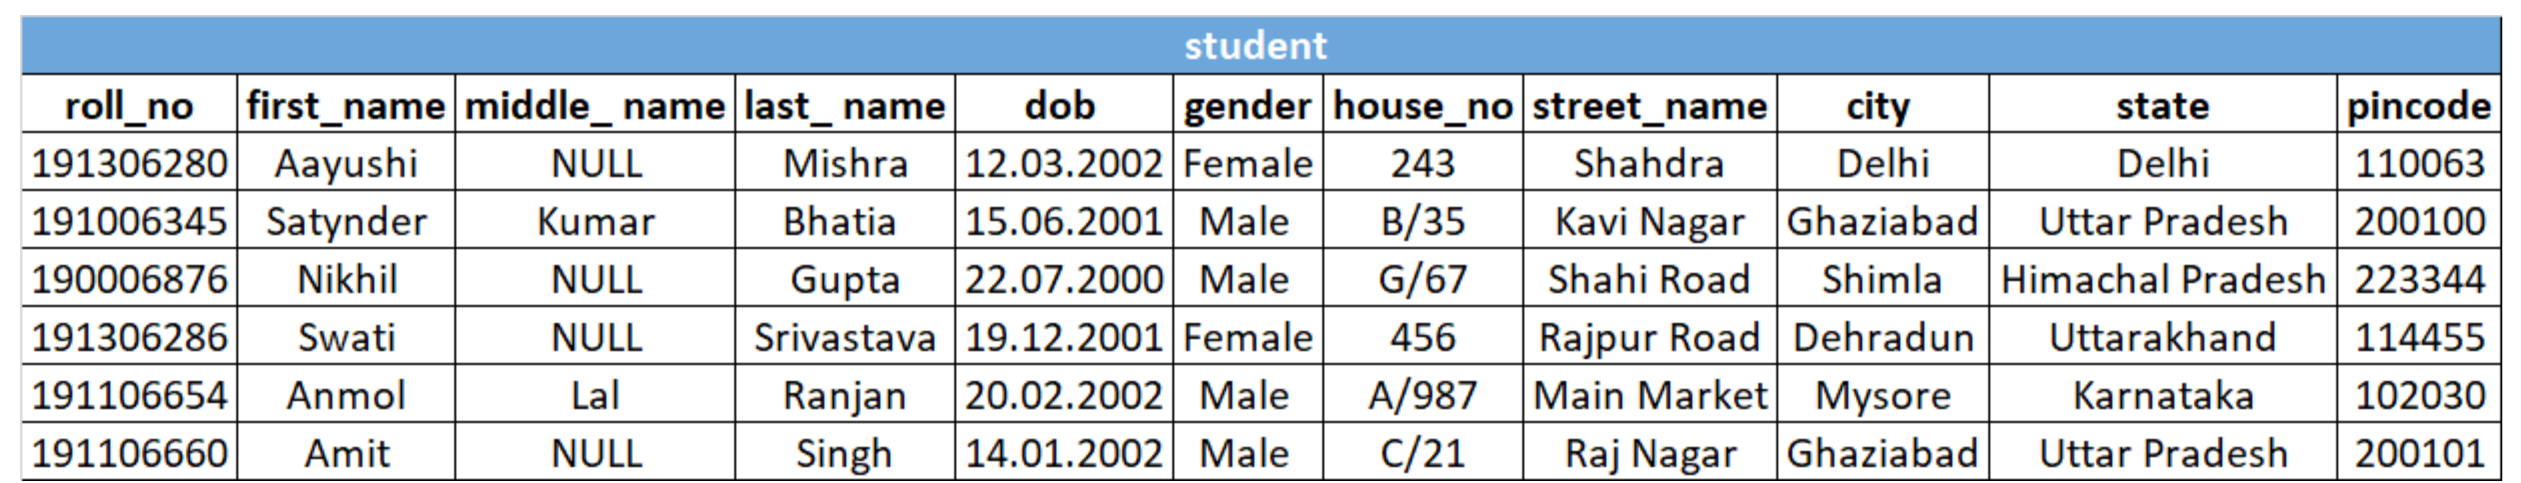 student
roll_no first_name middle_ name last_ name dob gender house_no street_name city state pincode
191306280 Aayushi NULL Mishra 12.03.2002 Female 243 Shahdra Delhi Delhi 110063
191006345 Satynder Kumar Bhatia 15.06.2001 Male B/35 Kavi Nagar Ghaziabad Uttar Pradesh 200100
190006876 Nikhil NULL Gupta 22.07.2000 Male G/67 Shahi Road Shimla Himachal Pradesh 223344
191306286 Swati NULL Srivastava 19.12.2001 Female 456 Rajpur Road Dehradun Uttarakhand 114455
191106654 Anmol Lal Ranjan 20.02.2002 Male A/987 Main Market Mysore Karnataka 102030
191106660 Amit NULL Singh 14.01.2002 Male C/21 Raj Nagar Ghaziabad Uttar Pradesh 200101